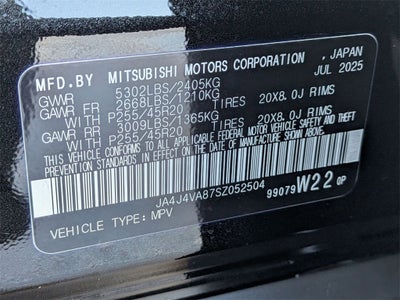 MFD.BY MITSUBISHI MOTORS CORPORATION , JAPAN
JUL 2025
GVWR 5302LBS/2405KG
GAWR FR 2668LBS/1210KG
P255/45R20 TIRES 20X8.0J RIMS
GAWR RR 3009LBS/1365KG
P255/45R20 TIRES 20X8.0J RIMS
THIS VEHICLE CONFORMS TO ALL APPLICABLE FEDERAL MOTOR
VEHICLE SAFETY, BUMPER, AND THEFT
PREVENTION STANDARDS IN EFFECT ON THE DATE OF MANUFACTURE SHOWN ABOVE.
JA4J4VA87SZ052504
VEHICLE TYPE: MPV
99079 W22 0P